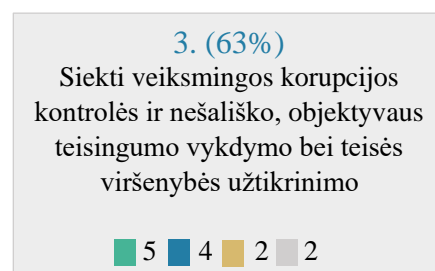 3. (63%)
Siekti veiksmingos korupcijos
kontrolės ir nešališko, objektyvaus
teisingumo vykdymo bei teisės
viršenybės užtikrinimo
5 4 2 2